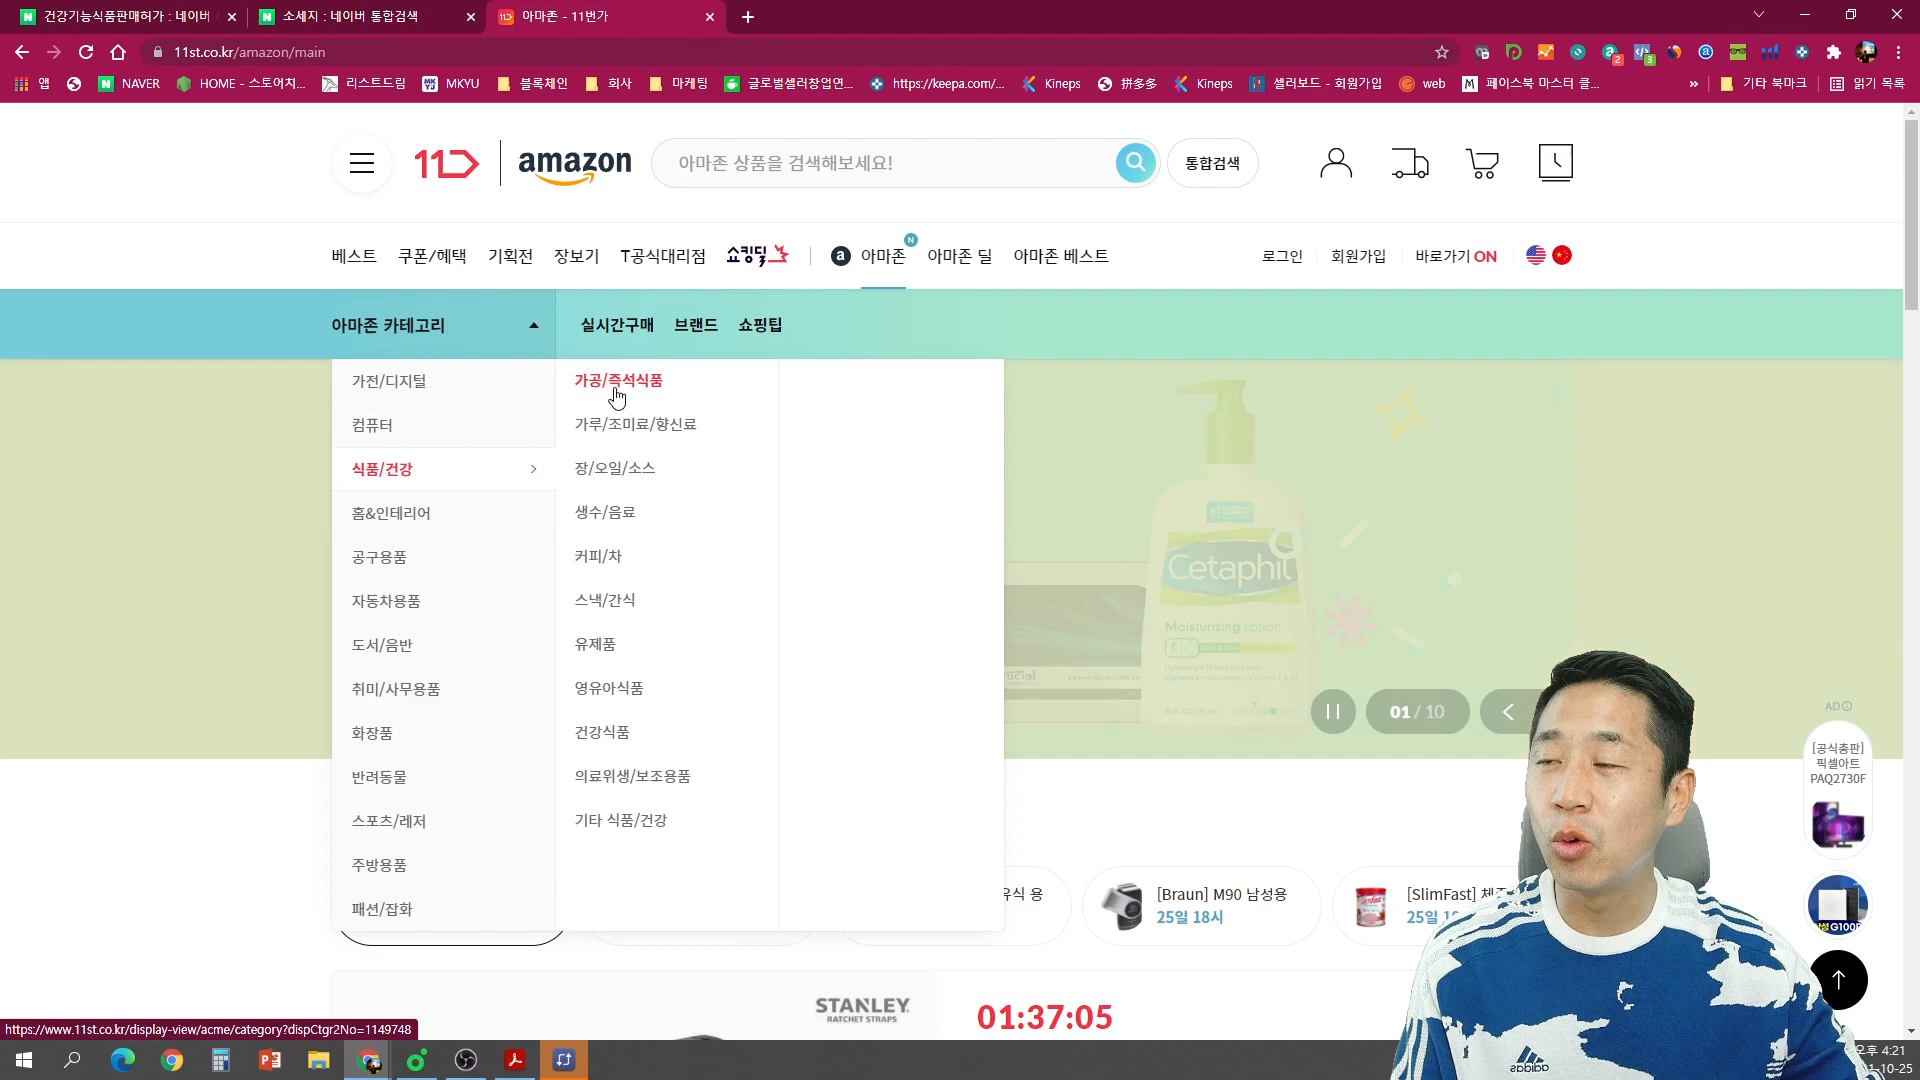 건강기능식품판매허가 : 네이버
소세지 : 네이버 통합검색
아마존 - 11번가
11st.co.kr/amazon/main
앱
NAVER
HOME - 스토어치...
리스트드림
MKYU
블록체인
회사
마케팅
글로벌셀러창업연...
https://keepa.com/...
Kineps
拼多多
Kineps
셀러보드 - 회원가입
web
페이스북 마스터 클...
»
기타 북마크
읽기 목록
amazon
아마존 상품을 검색해보세요!
통합검색
베스트
쿠폰/혜택
기획전
장보기
T공식대리점
쇼킹딜
아마존
아마존 딜
아마존 베스트
로그인
회원가입
바로가기 ON
아마존 카테고리
실시간구매
브랜드
쇼핑팁
가전/디지털
컴퓨터
식품/건강
홈&인테리어
공구용품
자동차용품
도서/음반
취미/사무용품
화장품
반려동물
스포츠/레저
주방용품
패션/잡화
가공/즉석식품
가루/조미료/향신료
장/오일/소스
생수/음료
커피/차
스낵/간식
유제품
영유아식품
건강식품
의료위생/보조용품
기타 식품/건강
Cetaphil
Moisturizing Lotion
01 / 10
AD
[공식총판]
픽셀아트
PAQ2730F
[Braun] M90 남성용
25일 18시
[SlimFast]
25일
STANLEY
RATCHET STRAPS
01:37:05
https://www.11st.co.kr/display-view/acme/category?dispCtgr2No=1149748
adidas
오후 4:21